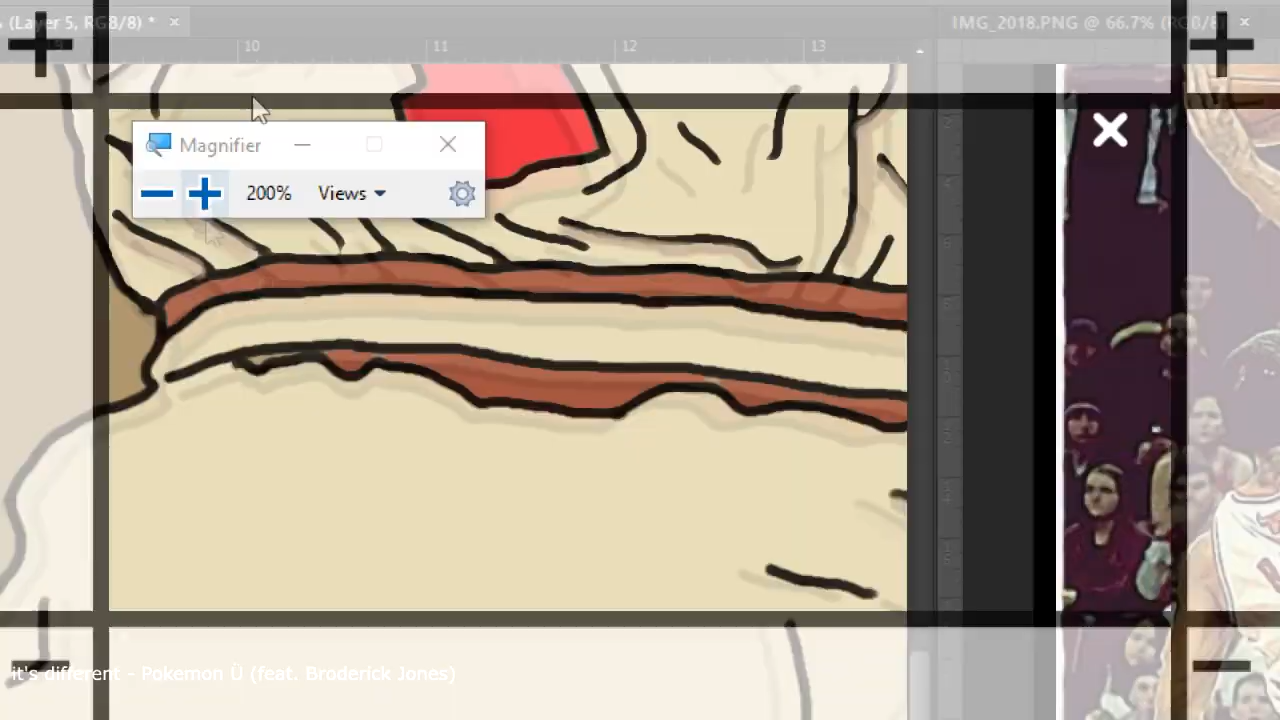 % (Layer 5, RGB/8) *
IMG_2018.PNG @ 66.7% (RGB/8)
9 10 11 12 13
Magnifier
200% Views
it's different - Pokemon Ü (feat. Broderick Jones)